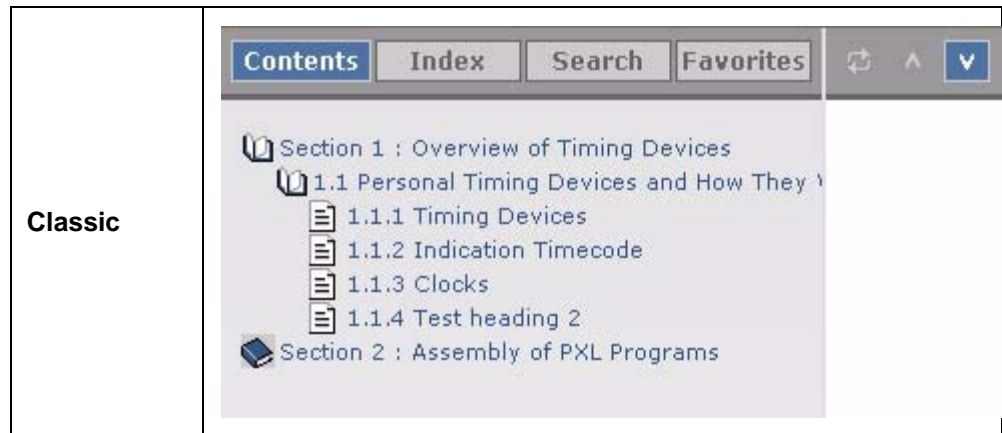 Classic
Contents Index Search Favorites
Section 1 : Overview of Timing Devices
1.1 Personal Timing Devices and How They
1.1.1 Timing Devices
1.1.2 Indication Timecode
1.1.3 Clocks
1.1.4 Test heading 2
Section 2 : Assembly of PXL Programs